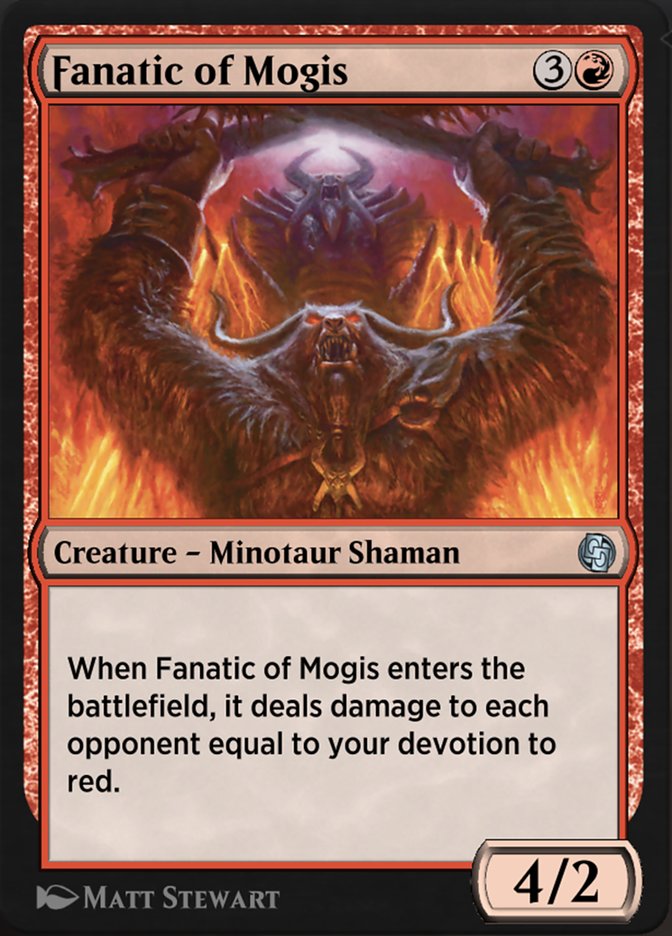 Fanatic of Mogis 3
Creature – Minotaur Shaman
When Fanatic of Mogis enters the
battlefield, it deals damage to each
opponent equal to your devotion to
red.
4/2
Matt Stewart